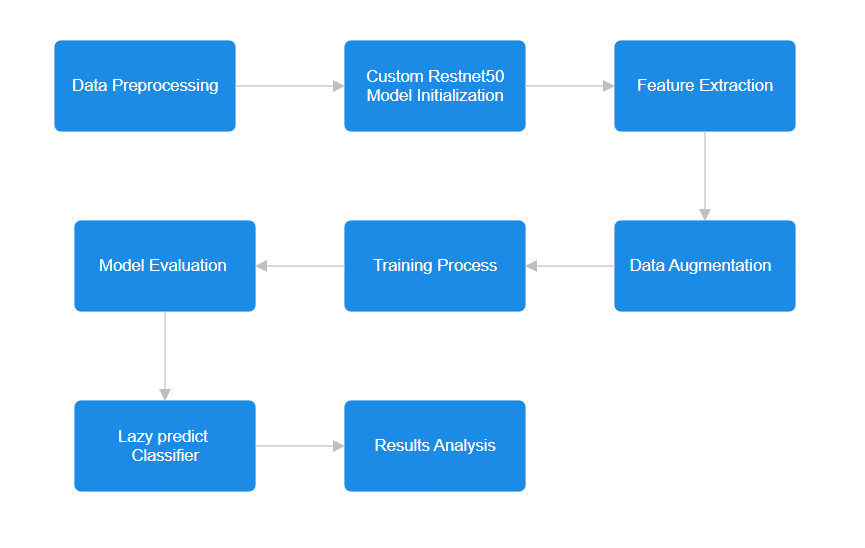 Data Preprocessing
Custom Restnet50
Model Initialization
Feature Extraction
Data Augmentation
Training Process
Model Evaluation
Lazy predict
Classifier
Results Analysis